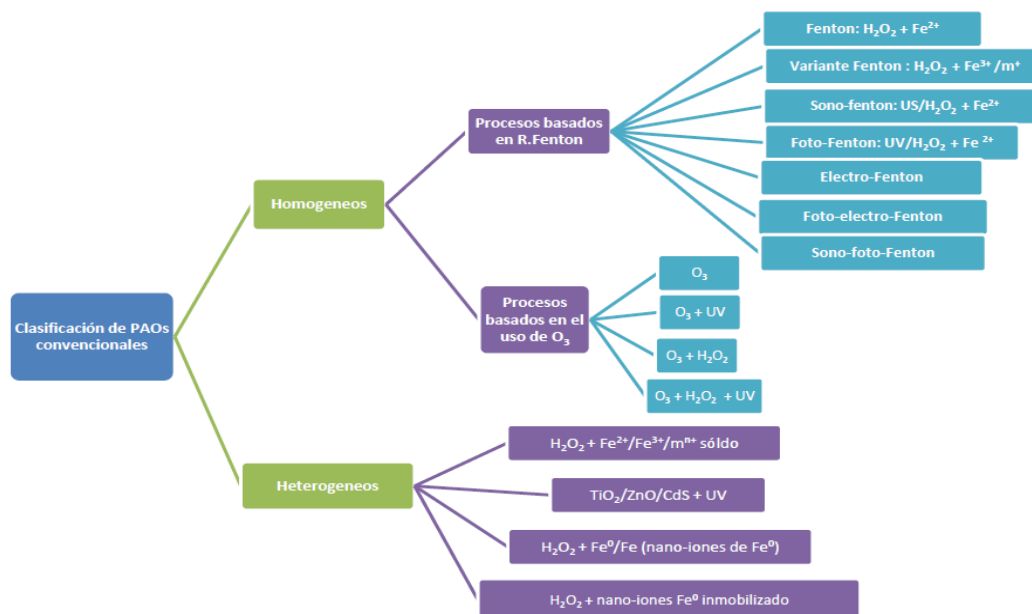 Clasificación de PAOs
convencionales
Homogeneos
Procesos basados
en R.Fenton
Fenton: H₂O₂ + Fe²⁺
Variante Fenton : H₂O₂ + Fe³⁺ /m⁺
Sono-fenton: US/H₂O₂ + Fe²⁺
Foto-Fenton: UV/H₂O₂ + Fe ²⁺
Electro-Fenton
Foto-electro-Fenton
Sono-foto-Fenton
Procesos
basados en el
uso de O₃
O₃
O₃ + UV
O₃ + H₂O₂
O₃ + H₂O₂ + UV
Heterogeneos
H₂O₂ + Fe²⁺/Fe³⁺/mⁿ⁺ sóldo
TiO₂/ZnO/CdS + UV
H₂O₂ + Fe⁰/Fe (nano-iones de Fe⁰)
H₂O₂ + nano-iones Fe⁰ inmobilizado